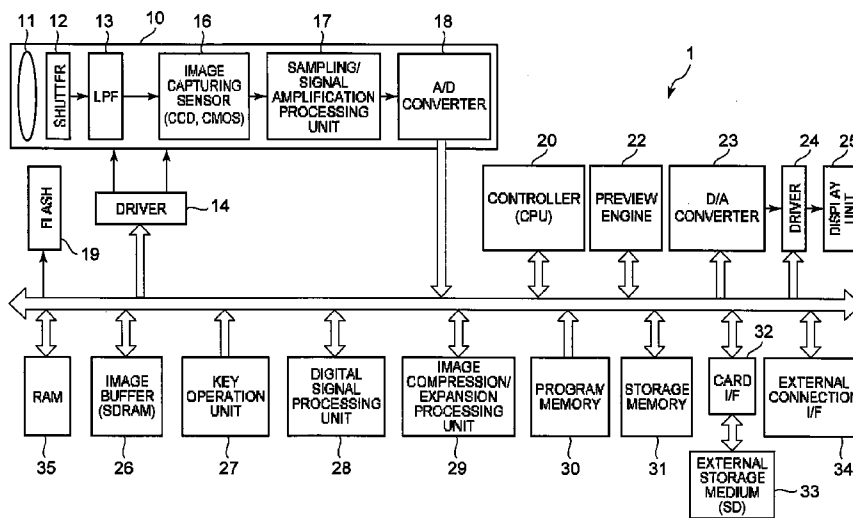 10
11
12
13
16
17
18
SHUTTER
LPF
IMAGE
CAPTURING
SENSOR
(CCD, CMOS)
SAMPLING/
SIGNAL
AMPLIFICATION
PROCESSING
UNIT
A/D
CONVERTER
1
FLASH
19
DRIVER
14
20
22
23
24
25
CONTROLLER
(CPU)
PREVIEW
ENGINE
D/A
CONVERTER
DRIVER
DISPLAY
UNIT
RAM
35
IMAGE
BUFFER
(SDRAM)
26
KEY
OPERATION
UNIT
27
DIGITAL
SIGNAL
PROCESSING
UNIT
28
IMAGE
COMPRESSION/
EXPANSION
PROCESSING
UNIT
29
PROGRAM
MEMORY
30
STORAGE
MEMORY
31
32
CARD
I/F
EXTERNAL
CONNECTION
I/F
34
EXTERNAL
STORAGE
MEDIUM
(SD)
33